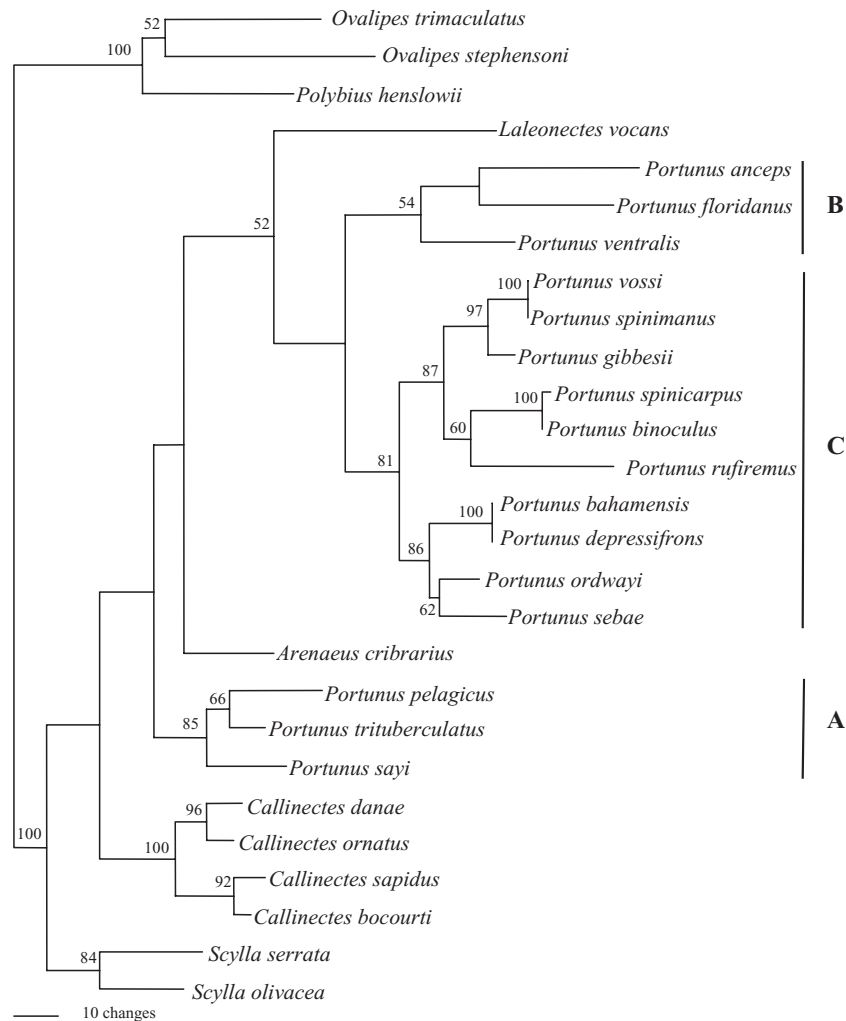 52
Ovalipes trimaculatus
100
Ovalipes stephensoni
Polybius henslowii
Laleonectes vocans
Portunus anceps
54
Portunus floridanus
B
52
Portunus ventralis
100
Portunus vossi
97
Portunus spinimanus
Portunus gibbesii
87
Portunus spinicarpus
100
Portunus binoculus
60
C
81
Portunus rufiremus
Portunus bahamensis
100
Portunus depressifrons
86
Portunus ordwayi
62
Portunus sebae
Arenaeus cribrarius
66
Portunus pelagicus
85
Portunus trituberculatus
A
Portunus sayi
96
Callinectes danae
100
100
Callinectes ornatus
92
Callinectes sapidus
Callinectes bocourti
84
Scylla serrata
Scylla olivacea
10 changes